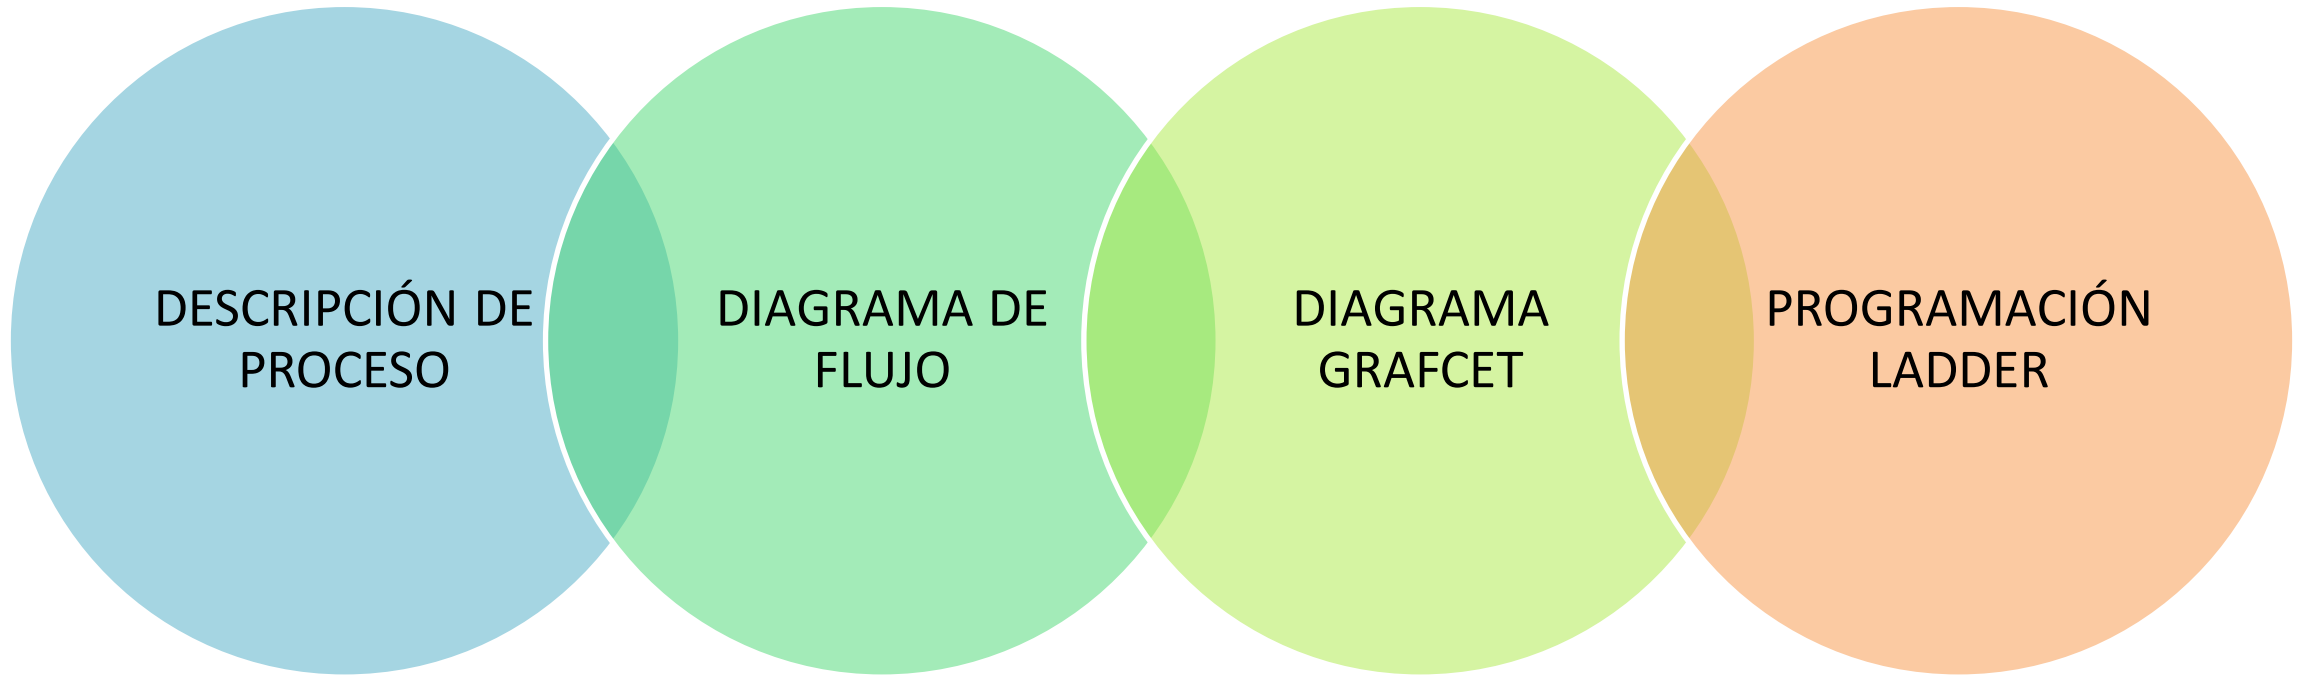 DESCRIPCIÓN DE
PROCESO
DIAGRAMA DE
FLUJO
DIAGRAMA
GRAFCET
PROGRAMACIÓN
LADDER